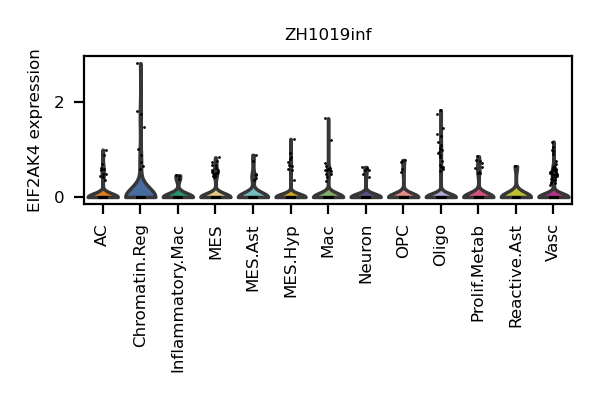 ZH1019inf
EIF2AK4 expression
2
0
AC
Chromatin.Reg
Inflammatory.Mac
MES
MES.Ast
MES.Hyp
Mac
Neuron
OPC
Oligo
Prolif.Metab
Reactive.Ast
Vasc